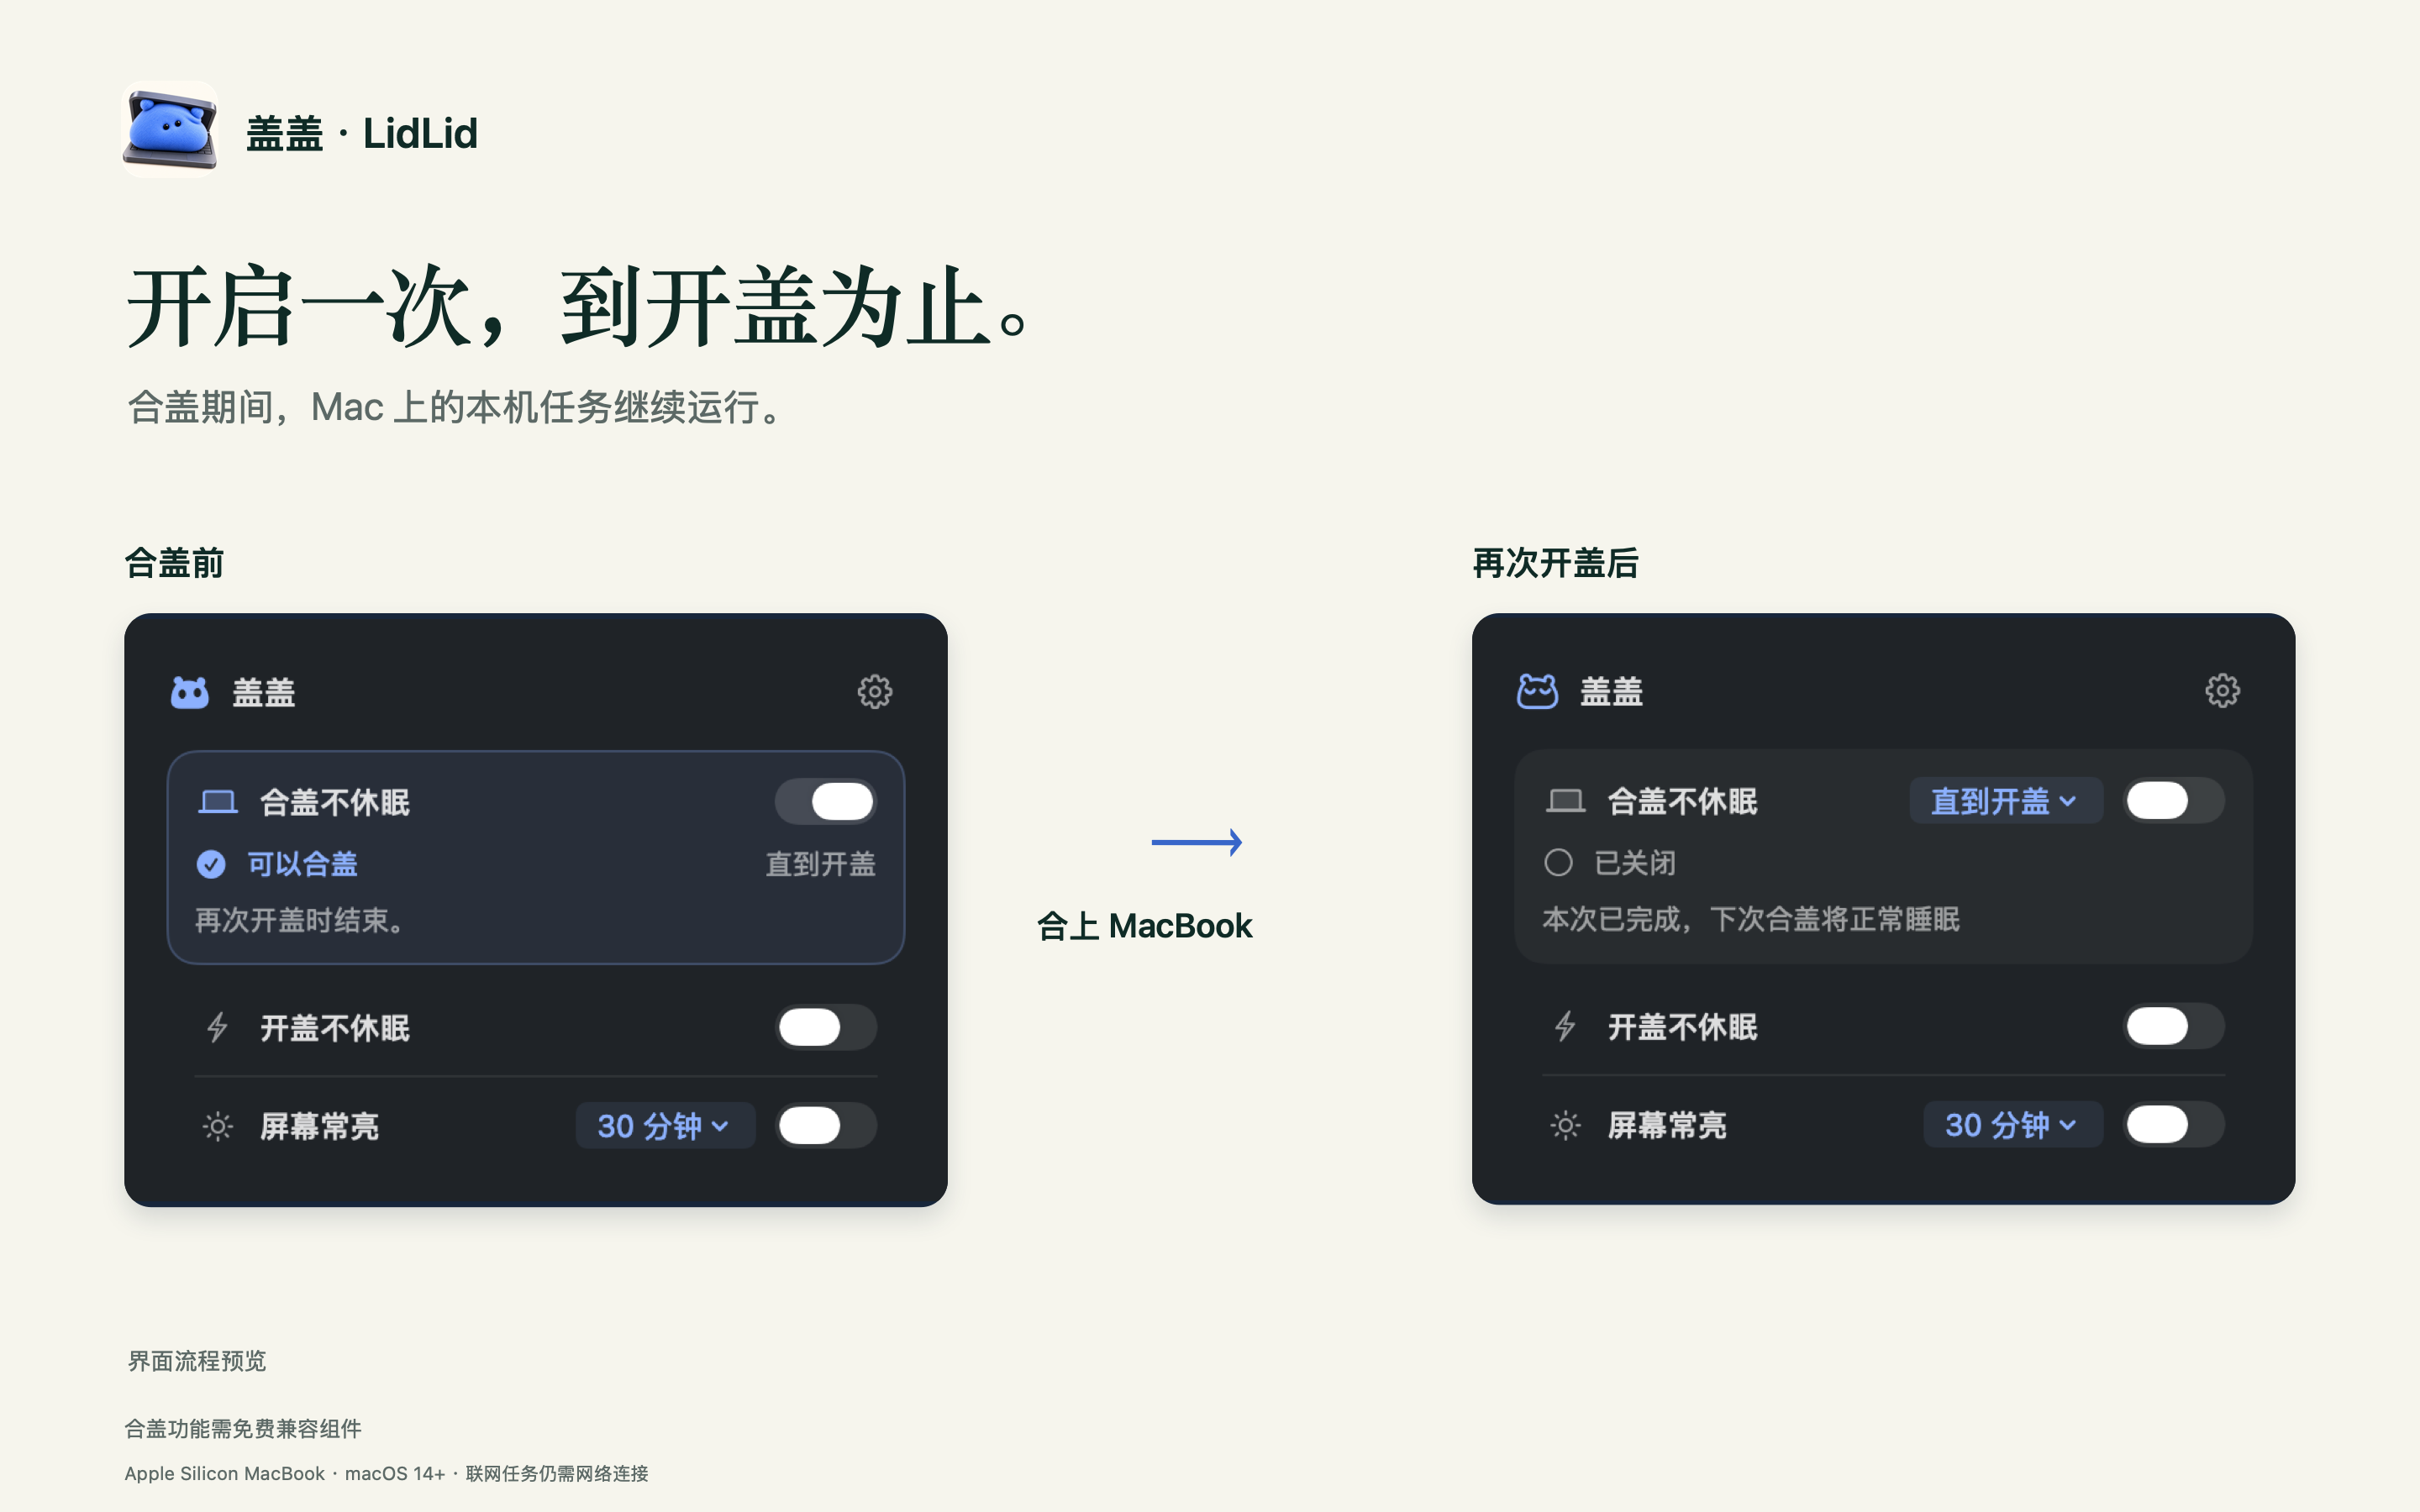 盖盖 · LidLid
开启一次，到开盖为止。
合盖期间，Mac 上的本机任务继续运行。
合盖前
盖盖
合盖不休眠
可以合盖 直到开盖
再次开盖时结束。
开盖不休眠
屏幕常亮 30 分钟
合上 MacBook
再次开盖后
盖盖
合盖不休眠 直到开盖
已关闭
本次已完成，下次合盖将正常睡眠
开盖不休眠
屏幕常亮 30 分钟
界面流程预览
合盖功能需免费兼容组件
Apple Silicon MacBook · macOS 14+ · 联网任务仍需网络连接